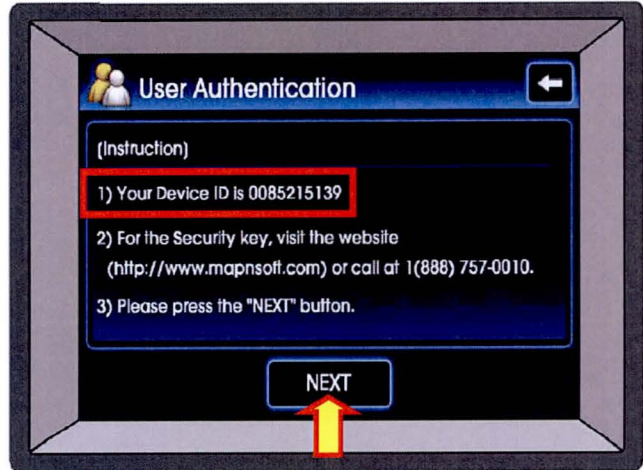 User Authentication
(Instruction)
1) Your Device ID is 0085215139
2) For the Security key, visit the website
(http://www.mapnsoft.com) or call at 1(888) 757-0010.
3) Please press the "NEXT" button.
NEXT